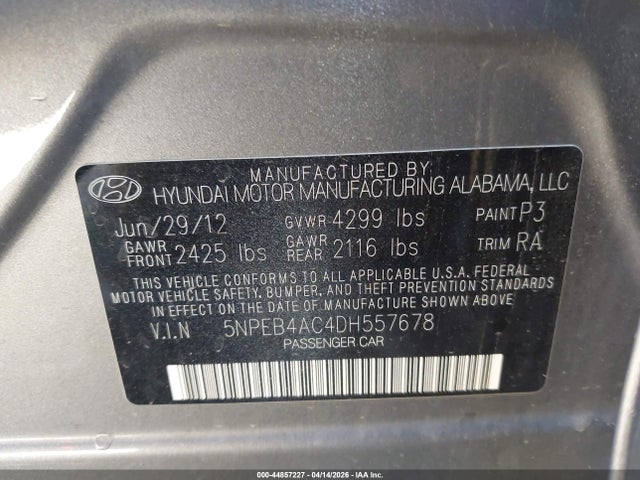 MANUFACTURED BY
HYUNDAI MOTOR MANUFACTURING ALABAMA, LLC
Jun/29/12 GVWR 4299 lbs PAINT P3
GAWR FRONT 2425 lbs GAWR REAR 2116 lbs TRIM RA
THIS VEHICLE CONFORMS TO ALL APPLICABLE U.S.A. FEDERAL
MOTOR VEHICLE SAFETY, BUMPER, AND THEFT PREVENTION STANDARDS
IN EFFECT ON THE DATE OF MANUFACTURE SHOWN ABOVE.
V.I.N 5NPEB4AC4DH557678
PASSENGER CAR
000-44857227 - 04/14/2026 - IAA Inc.